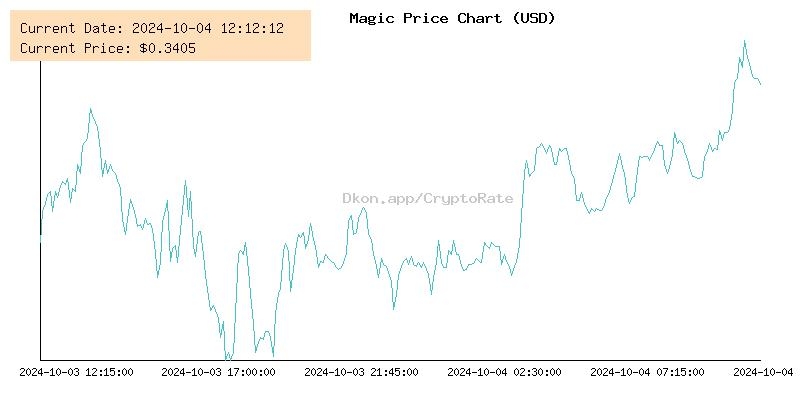 Magic Price Chart (USD)
Current Date: 2024-10-04 12:12:12
Current Price: $0.3405
Dkon.app/CryptoRate
2024-10-03 12:15:00 2024-10-03 17:00:00 2024-10-03 21:45:00 2024-10-04 02:30:00 2024-10-04 07:15:00 2024-10-04